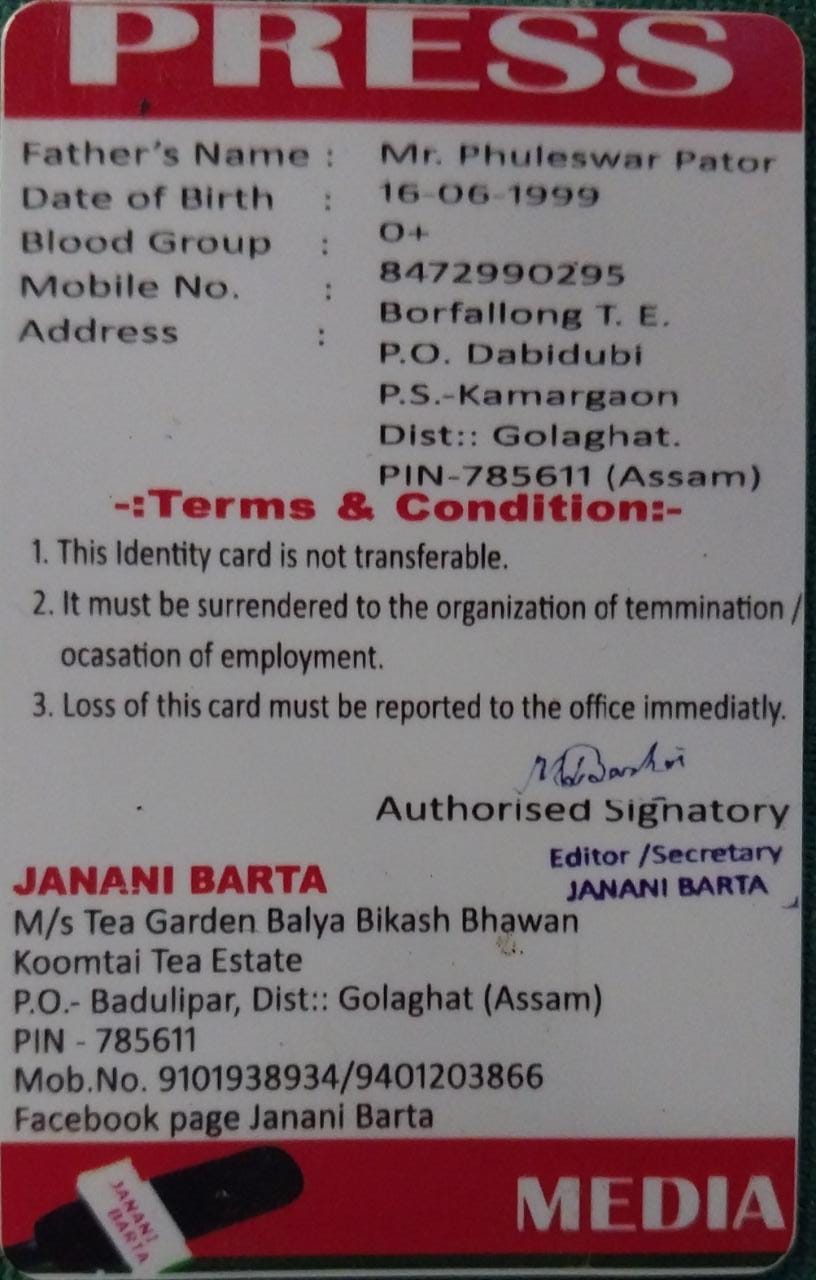 PRESS
Father's Name : Mr. Phuleswar Pator
Date of Birth : 16-06-1999
Blood Group : O+
Mobile No. : 8472990295
Address : Borfallong T. E.
P.O. Dabidubi
P.S.-Kamargaon
Dist:: Golaghat.
PIN-785611 (Assam)
-:Terms & Condition:-
1. This Identity card is not transferable.
2. It must be surrendered to the organization of temmination /
ocasation of employment.
3. Loss of this card must be reported to the office immediatly.
Authorised Signatory
Editor /Secretary
JANANI BARTA
JANANI BARTA
M/s Tea Garden Balya Bikash Bhawan
Koomtai Tea Estate
P.O.- Badulipar, Dist:: Golaghat (Assam)
PIN - 785611
Mob.No. 9101938934/9401203866
Facebook page Janani Barta
JANANI
BARTA
MEDIA